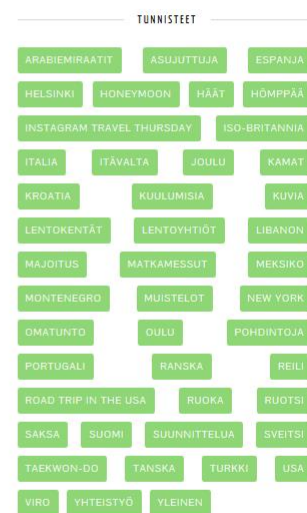 TUNNISTEET
ARABIEMIRAATIT ASUJUTTUJA ESPANJA
HELSINKI HONEYMOON HÄÄT HÖMPPÄÄ
INSTAGRAM TRAVEL THURSDAY ISO-BRITANNIA
ITALIA ITÄVALTA JOULU KAMAT
KROATIA KUULUMISIA KUVIA
LENTOKENTÄT LENTOYHTIÖT LIBANON
MAJOITUS MATKAMESSUT MEKSIKO
MONTENEGRO MUISTELOT NEW YORK
OMATUNTO OULU POHDINTOJA
PORTUGALI RANSKA REILI
ROAD TRIP IN THE USA RUOKA RUOTSI
SAKSA SUOMI SUUNNITTELUA SVEITSI
TAEKWON-DO TANSKA TURKKI USA
VIRO YHTEISTYÖ YLEINEN